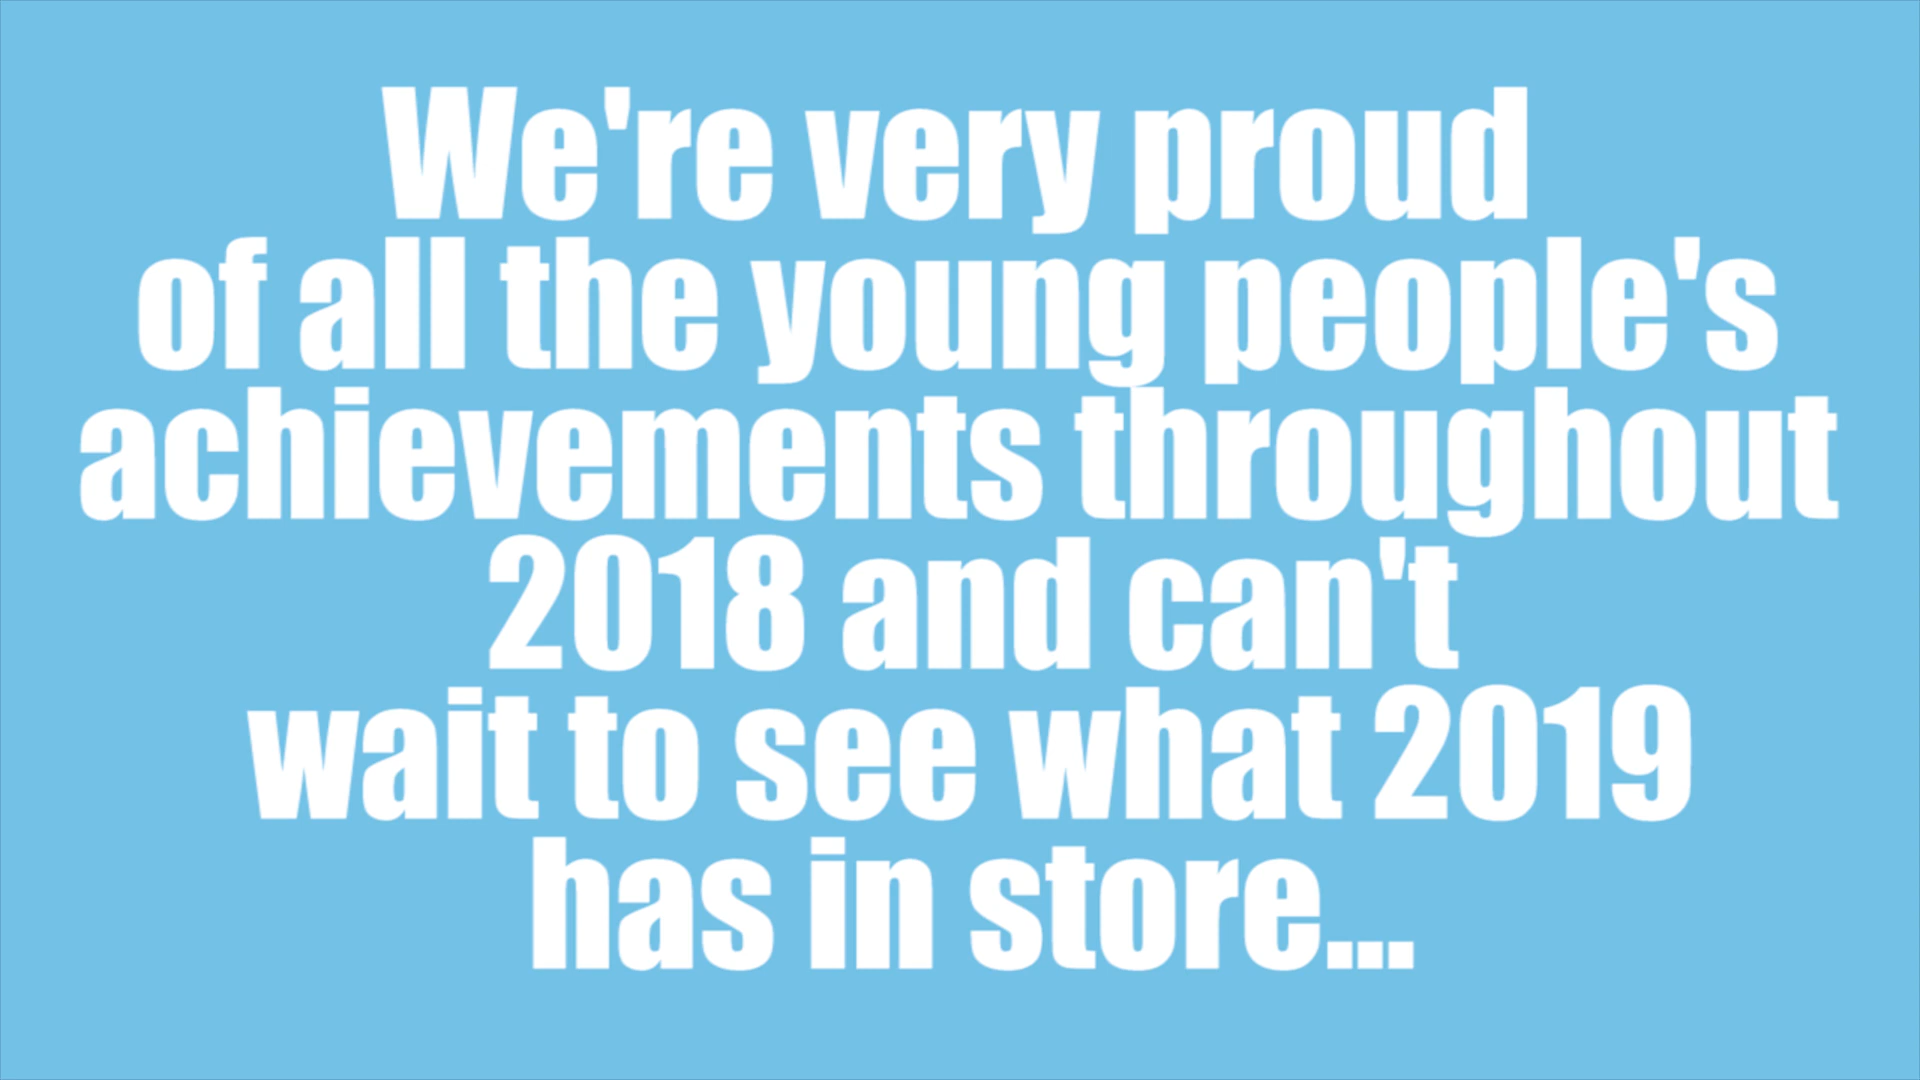 We're very proud
of all the young people's
achievements throughout
2018 and can't
wait to see what 2019
has in store...